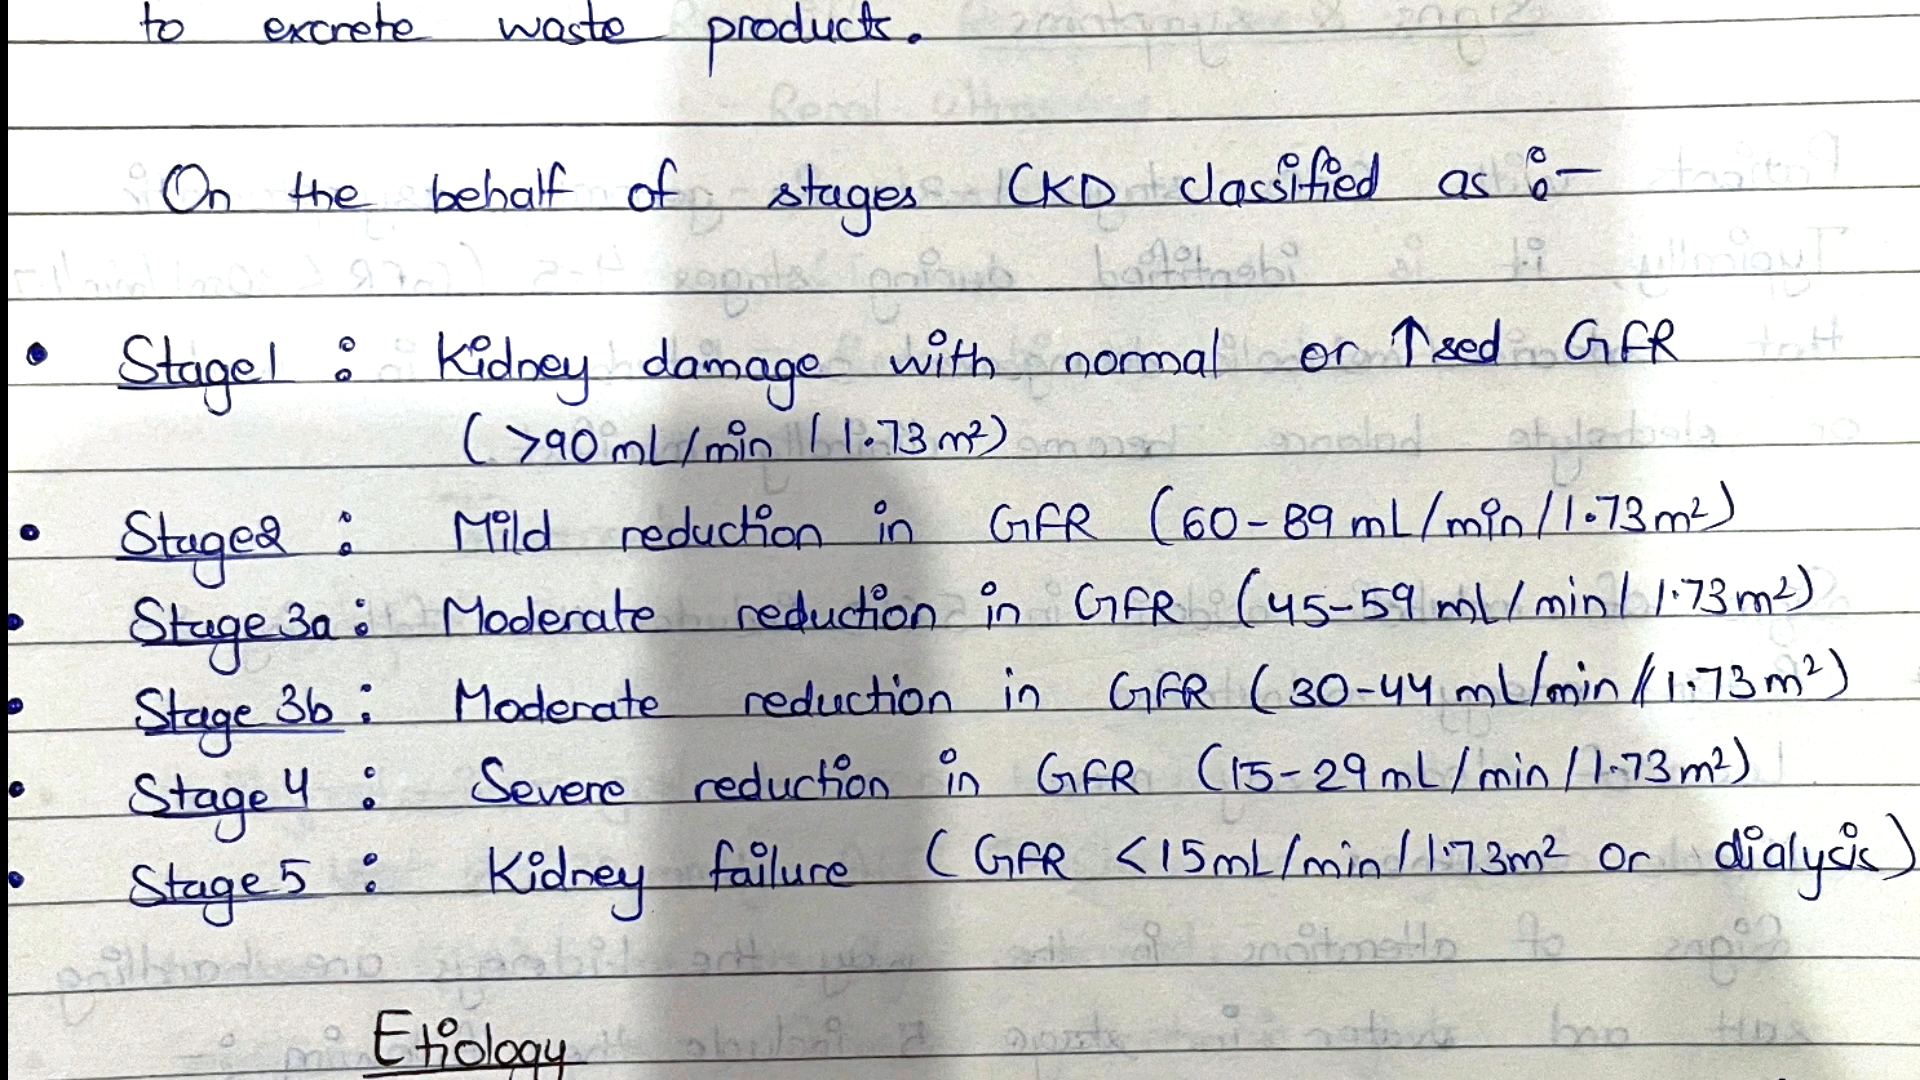 to excrete waste products.
On the behalf of stages CKD classified as :-
• Stage1 : Kidney damage with normal or ↑sed GFR
(>90mL/min/1.73m²)
• Stage2 : Mild reduction in GFR (60-89 mL/min/1.73m²)
• Stage 3a : Moderate reduction in GFR (45-59 mL/min/1.73m²)
• Stage 3b : Moderate reduction in GFR (30-44 mL/min/1.73m²)
• Stage 4 : Severe reduction in GFR (15-29 mL/min/1.73m²)
• Stage 5 : Kidney failure (GFR <15mL/min/1.73m² or dialysis)
Etiology